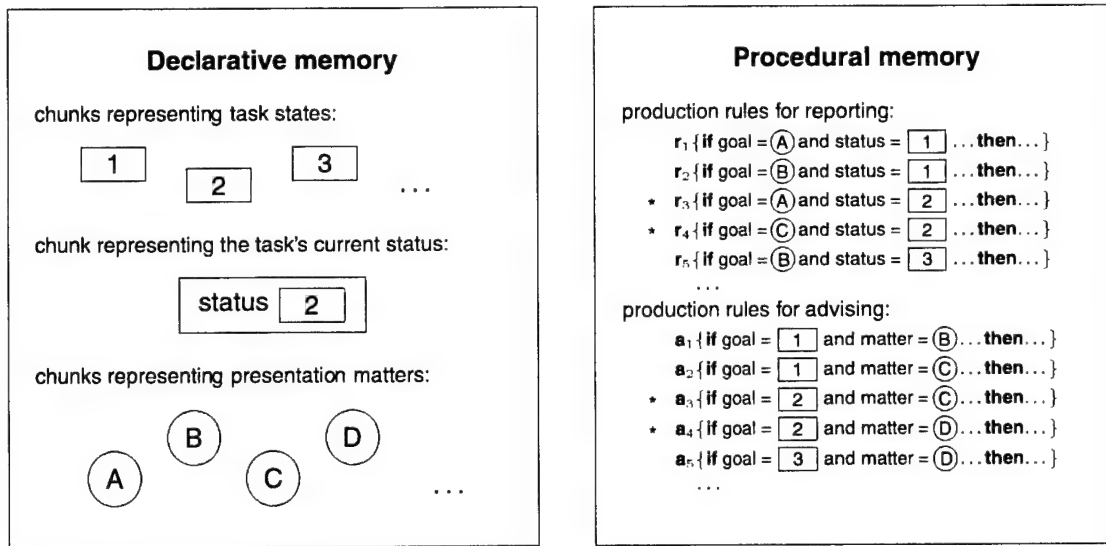 Declarative memory
chunks representing task states:
1
2
3
...
chunk representing the task's current status:
status 2
chunks representing presentation matters:
A
B
C
D
...
Procedural memory
production rules for reporting:
r₁{if goal = A and status = 1 ...then...}
r₂{if goal = B and status = 1 ...then...}
* r₃{if goal = A and status = 2 ...then...}
* r₄{if goal = C and status = 2 ...then...}
r₅{if goal = B and status = 3 ...then...}
...
production rules for advising:
a₁{if goal = 1 and matter = B ...then...}
a₂{if goal = 1 and matter = C ...then...}
* a₃{if goal = 2 and matter = C ...then...}
* a₄{if goal = 2 and matter = D ...then...}
a₅{if goal = 3 and matter = D ...then...}
...